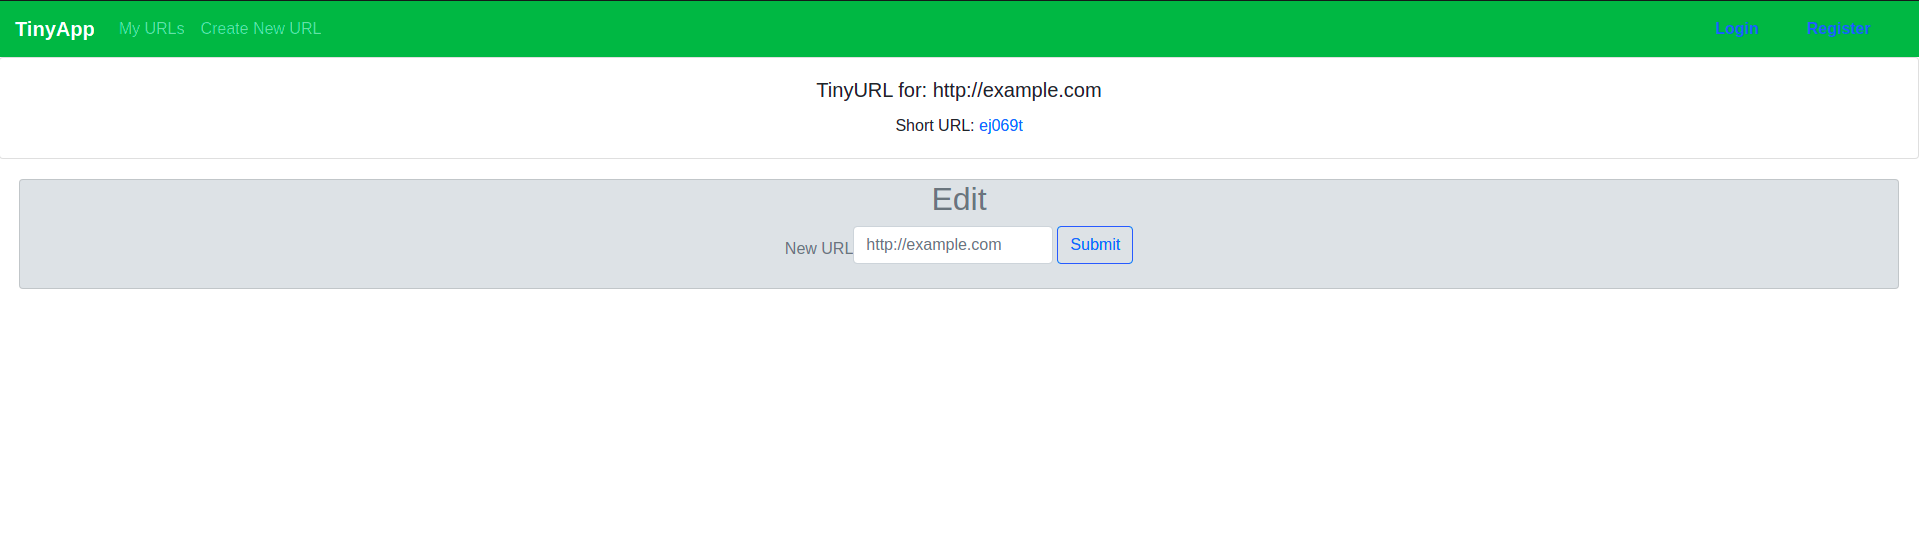 TinyApp My URLs Create New URL Login Register
TinyURL for: http://example.com
Short URL: ej069t
Edit
New URL http://example.com Submit